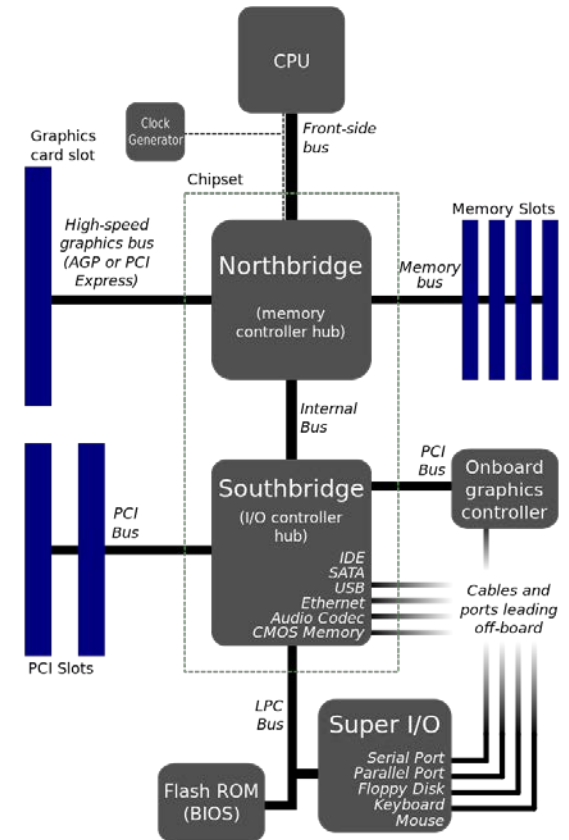 CPU
Clock
Generator
Front-side
bus
Graphics
card slot
Chipset
High-speed
graphics bus
(AGP or PCI
Express)
Northbridge
(memory
controller hub)
Memory Slots
Memory
bus
Internal
Bus
PCI
Bus
Onboard
graphics
controller
Southbridge
(I/O controller
hub)
IDE
SATA
USB
Ethernet
Audio Codec
CMOS Memory
PCI
Bus
PCI Slots
Cables and
ports leading
off-board
LPC
Bus
Super I/O
Serial Port
Parallel Port
Floppy Disk
Keyboard
Mouse
Flash ROM
(BIOS)